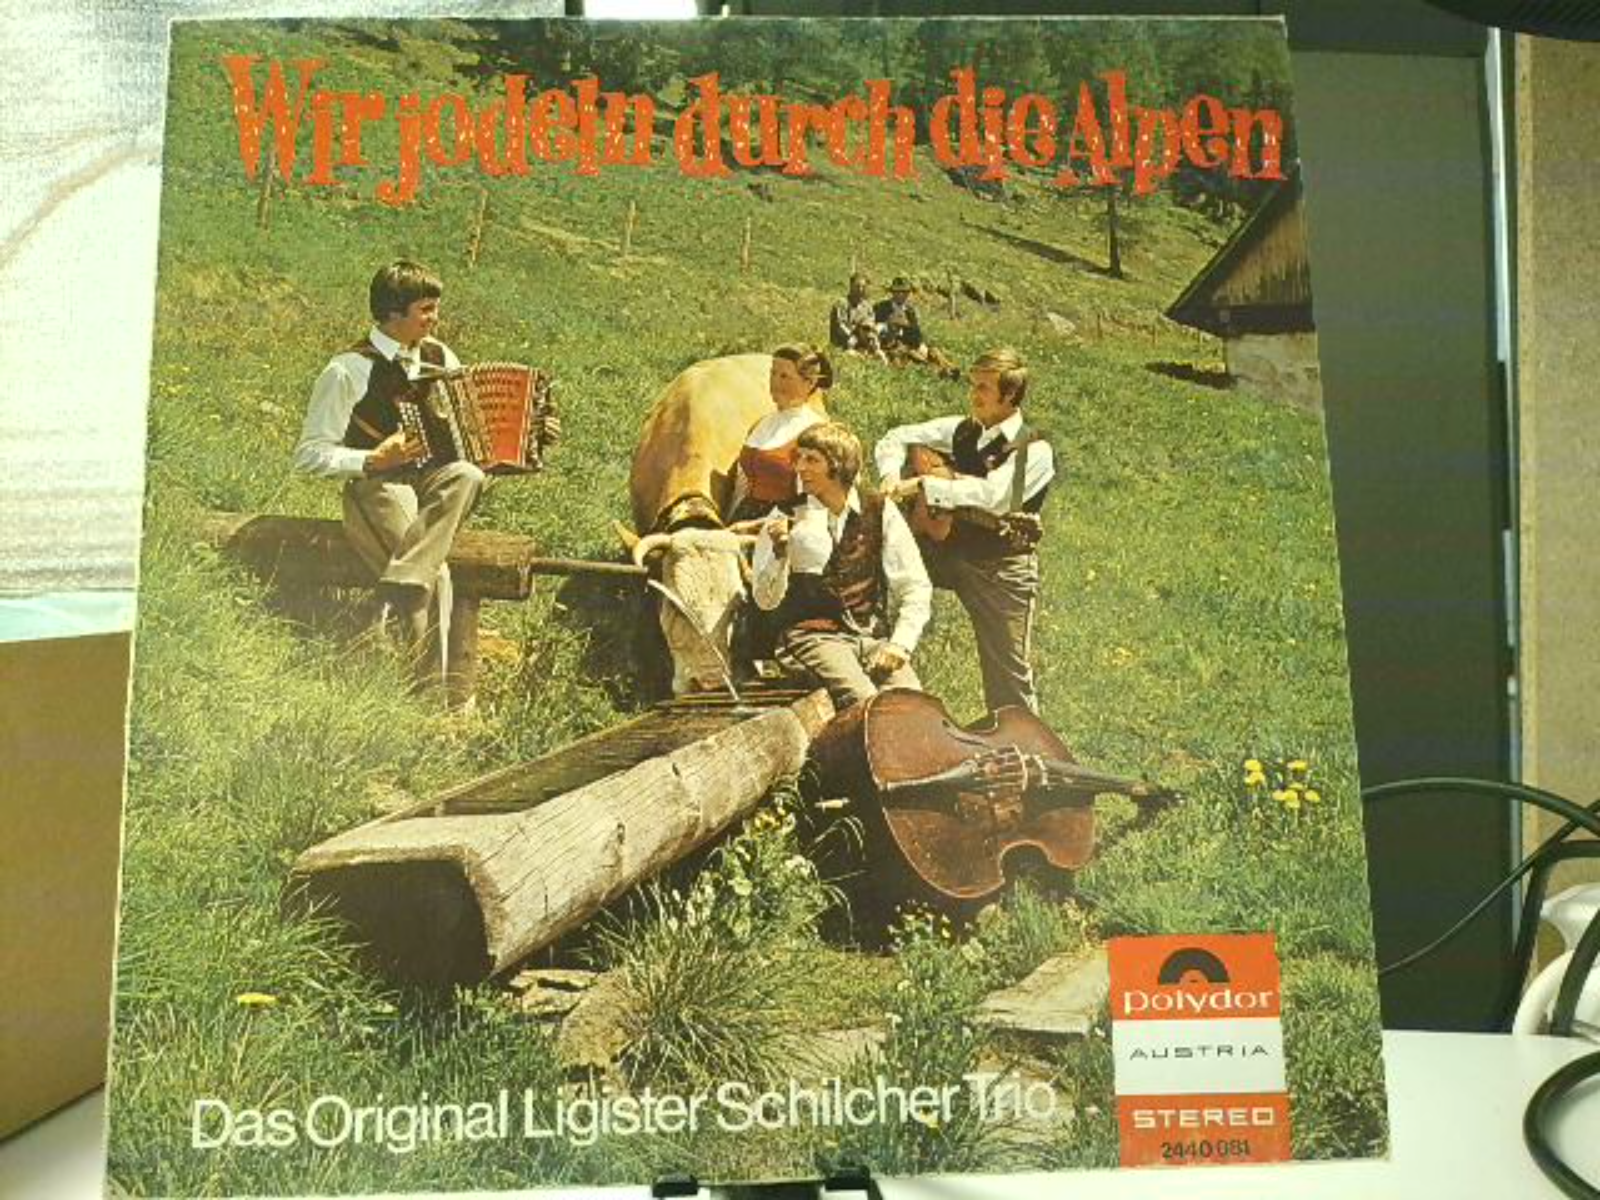 Wir jodeln durch die Alpen
polydor
AUSTRIA
STEREO
2440 081
Das Original Ligister Schilcher Trio